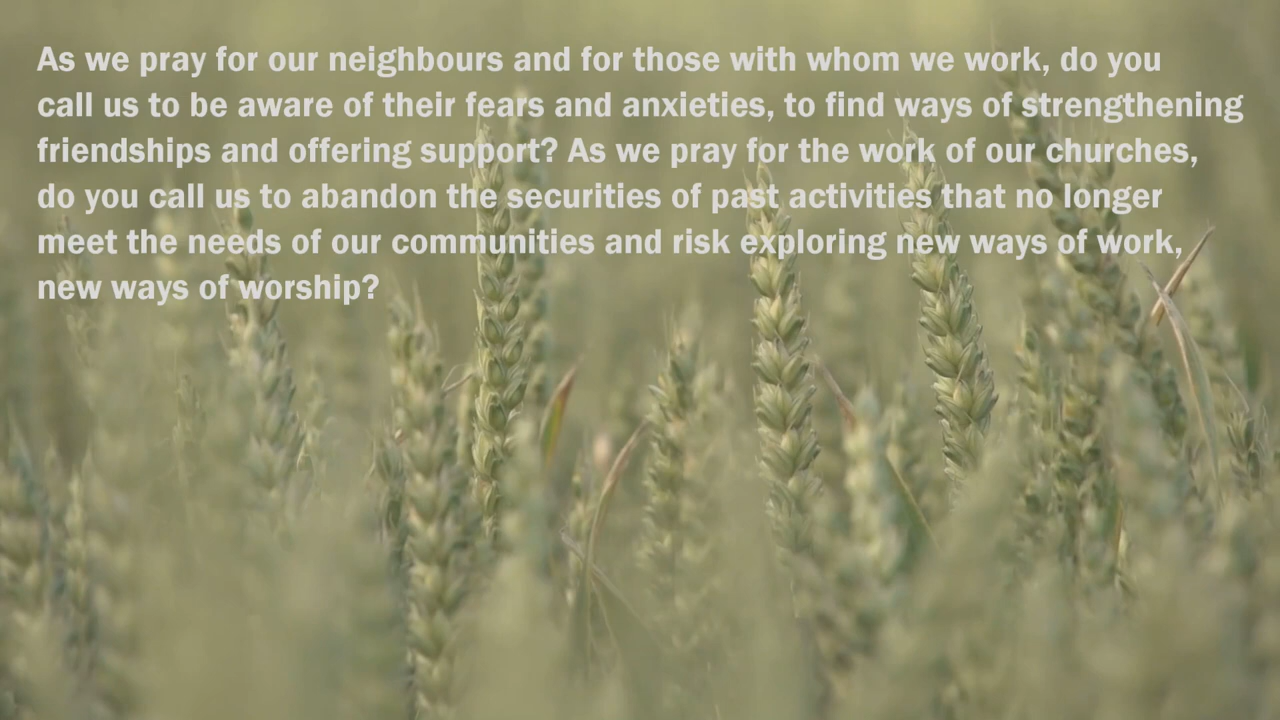 As we pray for our neighbours and for those with whom we work, do you
call us to be aware of their fears and anxieties, to find ways of strengthening
friendships and offering support? As we pray for the work of our churches,
do you call us to abandon the securities of past activities that no longer
meet the needs of our communities and risk exploring new ways of work,
new ways of worship?